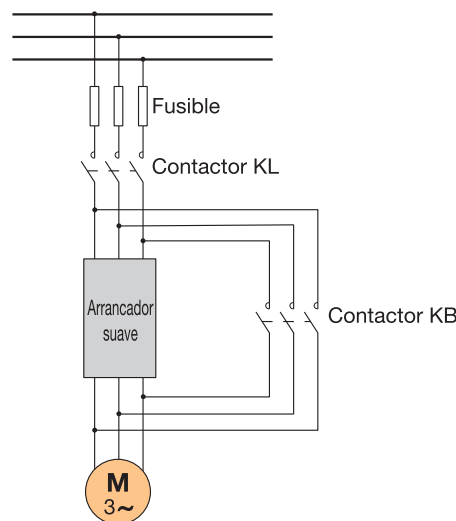 Fusible
Contactor KL
Arrancador
suave
Contactor KB
M
3~